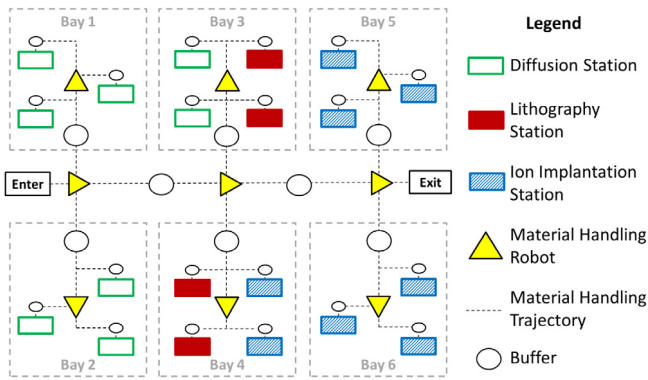 Bay 1
Bay 3
Bay 5
Legend
Diffusion Station
Lithography
Station
Enter
Exit
Ion Implantation
Station
Material Handling
Robot
Material Handling
Trajectory
Buffer
Bay 2
Bay 4
Bay 6